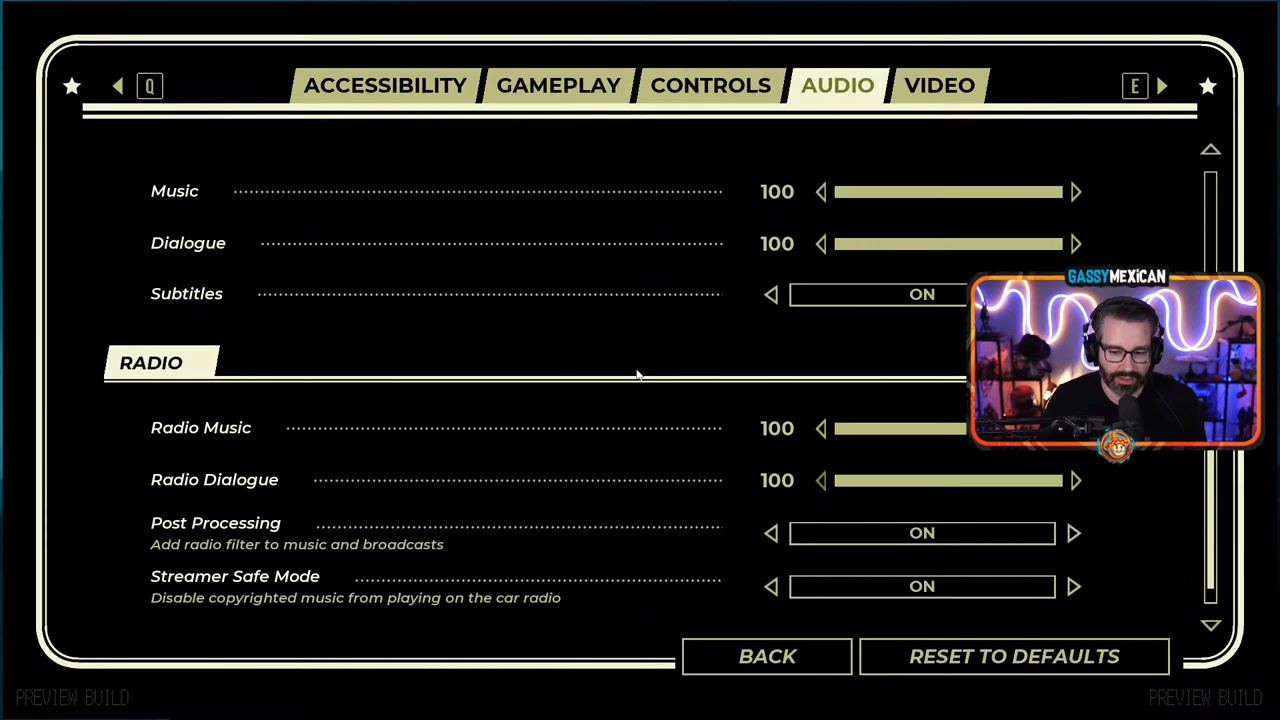 Q ACCESSIBILITY GAMEPLAY CONTROLS AUDIO VIDEO E
Music 100
Dialogue 100
GASSYMEXICAN
Subtitles ON
RADIO
Radio Music 100
Radio Dialogue 100
Post Processing ON
Add radio filter to music and broadcasts
Streamer Safe Mode ON
Disable copyrighted music from playing on the car radio
BACK RESET TO DEFAULTS
PREVIEW BUILD PREVIEW BUILD